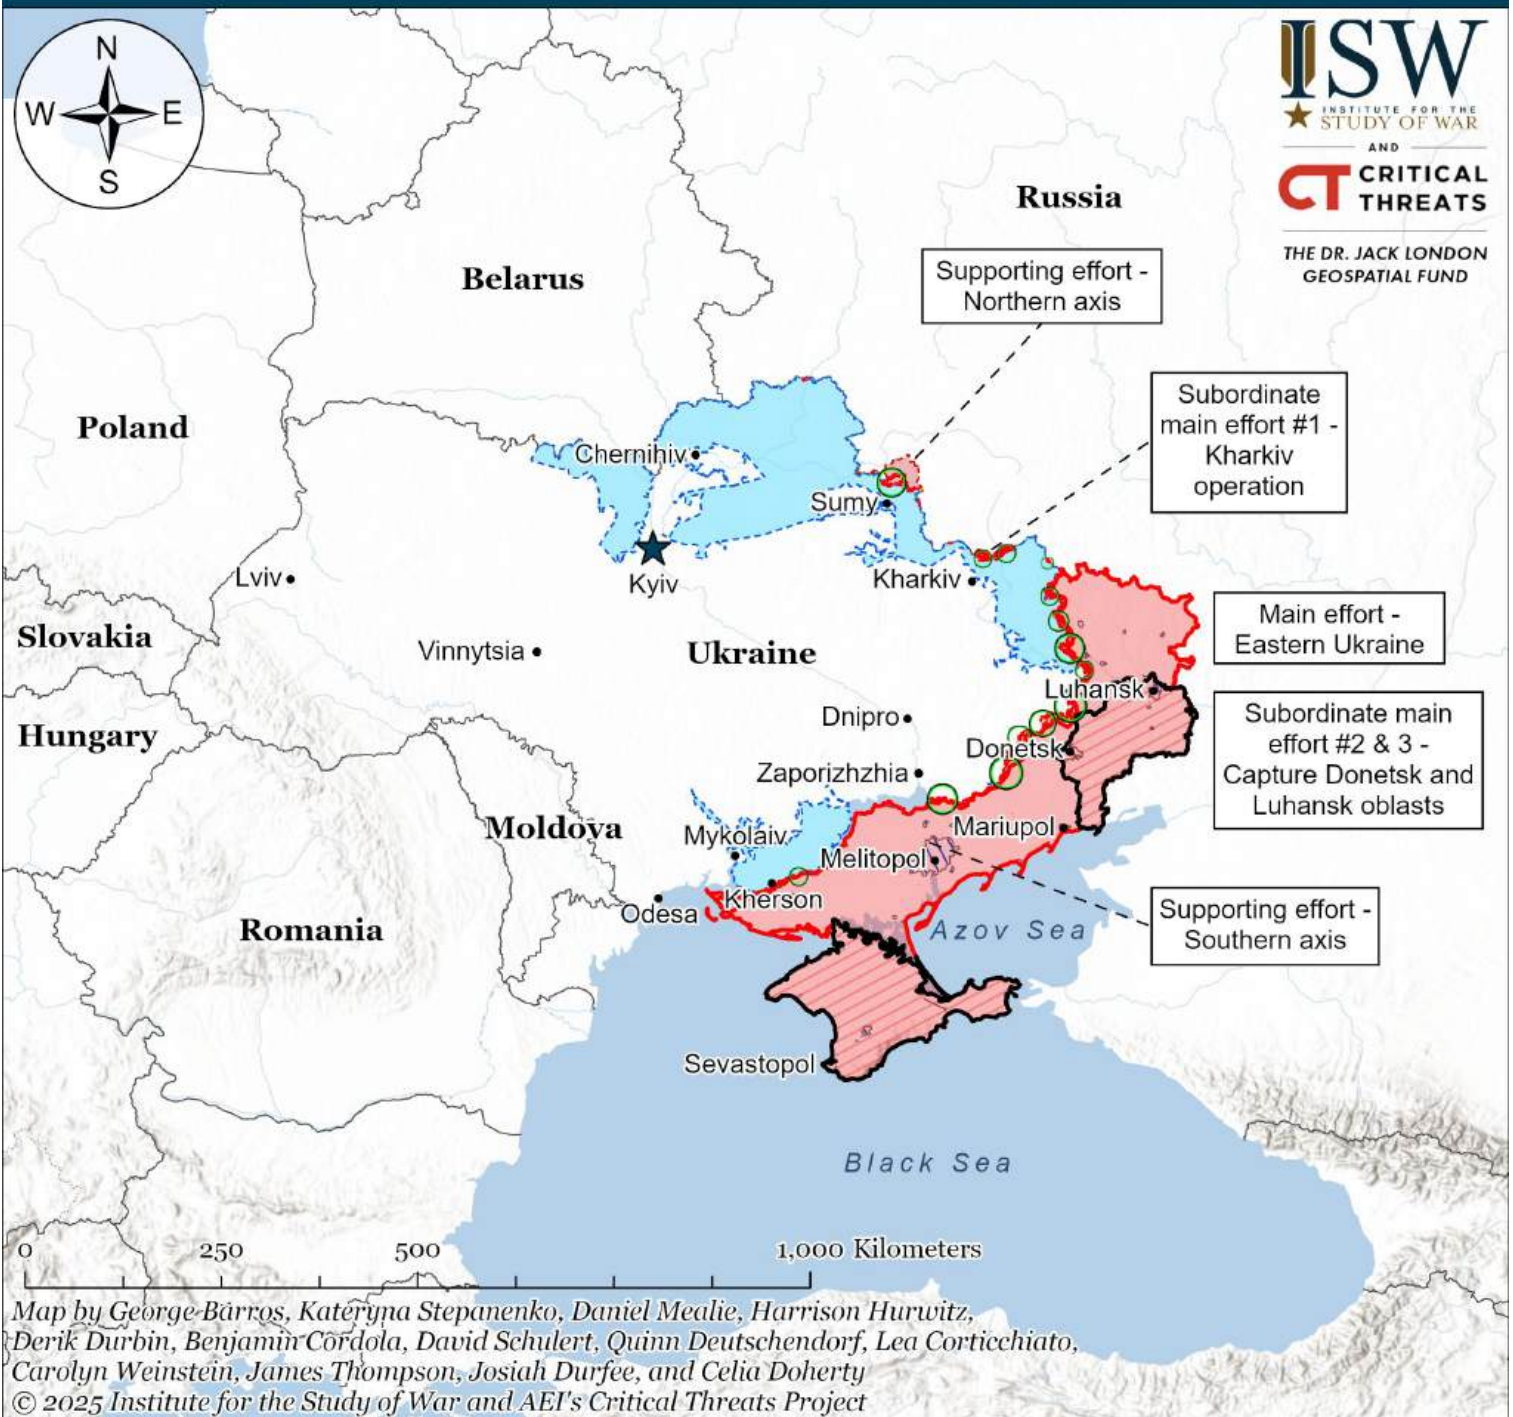 N
W
E
S
ISW
INSTITUTE FOR THE
STUDY OF WAR
AND
CT CRITICAL
THREATS
THE DR. JACK LONDON
GEOSPATIAL FUND
Russia
Belarus
Supporting effort -
Northern axis
Subordinate
main effort #1 -
Kharkiv
operation
Poland
Chernihiv
Sumy
Kyiv
Lviv
Kharkiv
Main effort -
Eastern Ukraine
Slovakia
Vinnytsia
Ukraine
Luhansk
Hungary
Dnipro
Donetsk
Subordinate main
effort #2 & 3 -
Capture Donetsk and
Luhansk oblasts
Zaporizhzhia
Moldova
Mykolaiv
Mariupol
Melitopol
Kherson
Odesa
Romania
Azov Sea
Supporting effort -
Southern axis
Sevastopol
Black Sea
0
250
500
1,000 Kilometers
Map by George Barros, Kateryna Stepanenko, Daniel Mealie, Harrison Hurwitz,
Derik Durbin, Benjamin Cordola, David Schulert, Quinn Deutschendorf, Lea Corticchiato,
Carolyn Weinstein, James Thompson, Josiah Durfee, and Celia Doherty
© 2025 Institute for the Study of War and AEI's Critical Threats Project